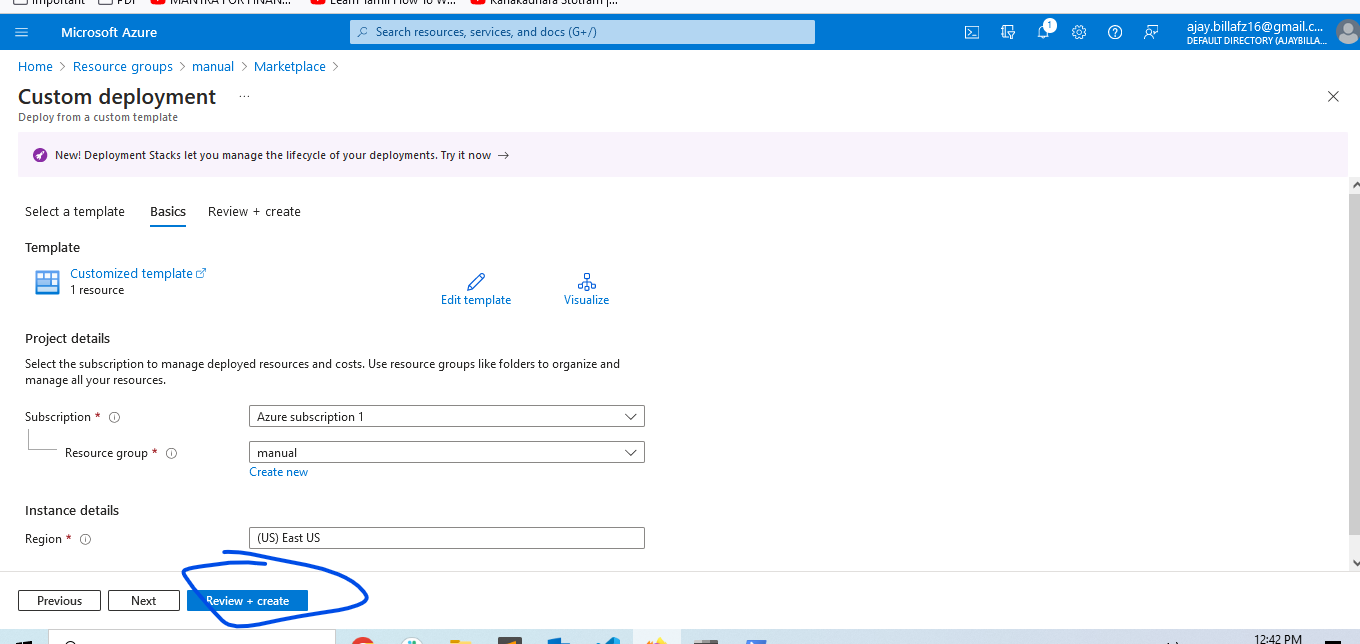 Important PDF MANTRA FOR FINAN... Learn Tamil How To W... Kanakadhara Stotram |...
Microsoft Azure Search resources, services, and docs (G+/) 1 ajay.billafz16@gmail.c...
DEFAULT DIRECTORY (AJAYBILLA...
Home > Resource groups > manual > Marketplace >
Custom deployment ...
Deploy from a custom template
New! Deployment Stacks let you manage the lifecycle of your deployments. Try it now →
Select a template Basics Review + create
Template
Customized template
1 resource
Edit template Visualize
Project details
Select the subscription to manage deployed resources and costs. Use resource groups like folders to organize and
manage all your resources.
Subscription * Azure subscription 1
Resource group * manual
Create new
Instance details
Region * (US) East US
Previous Next Review + create
12:42 PM